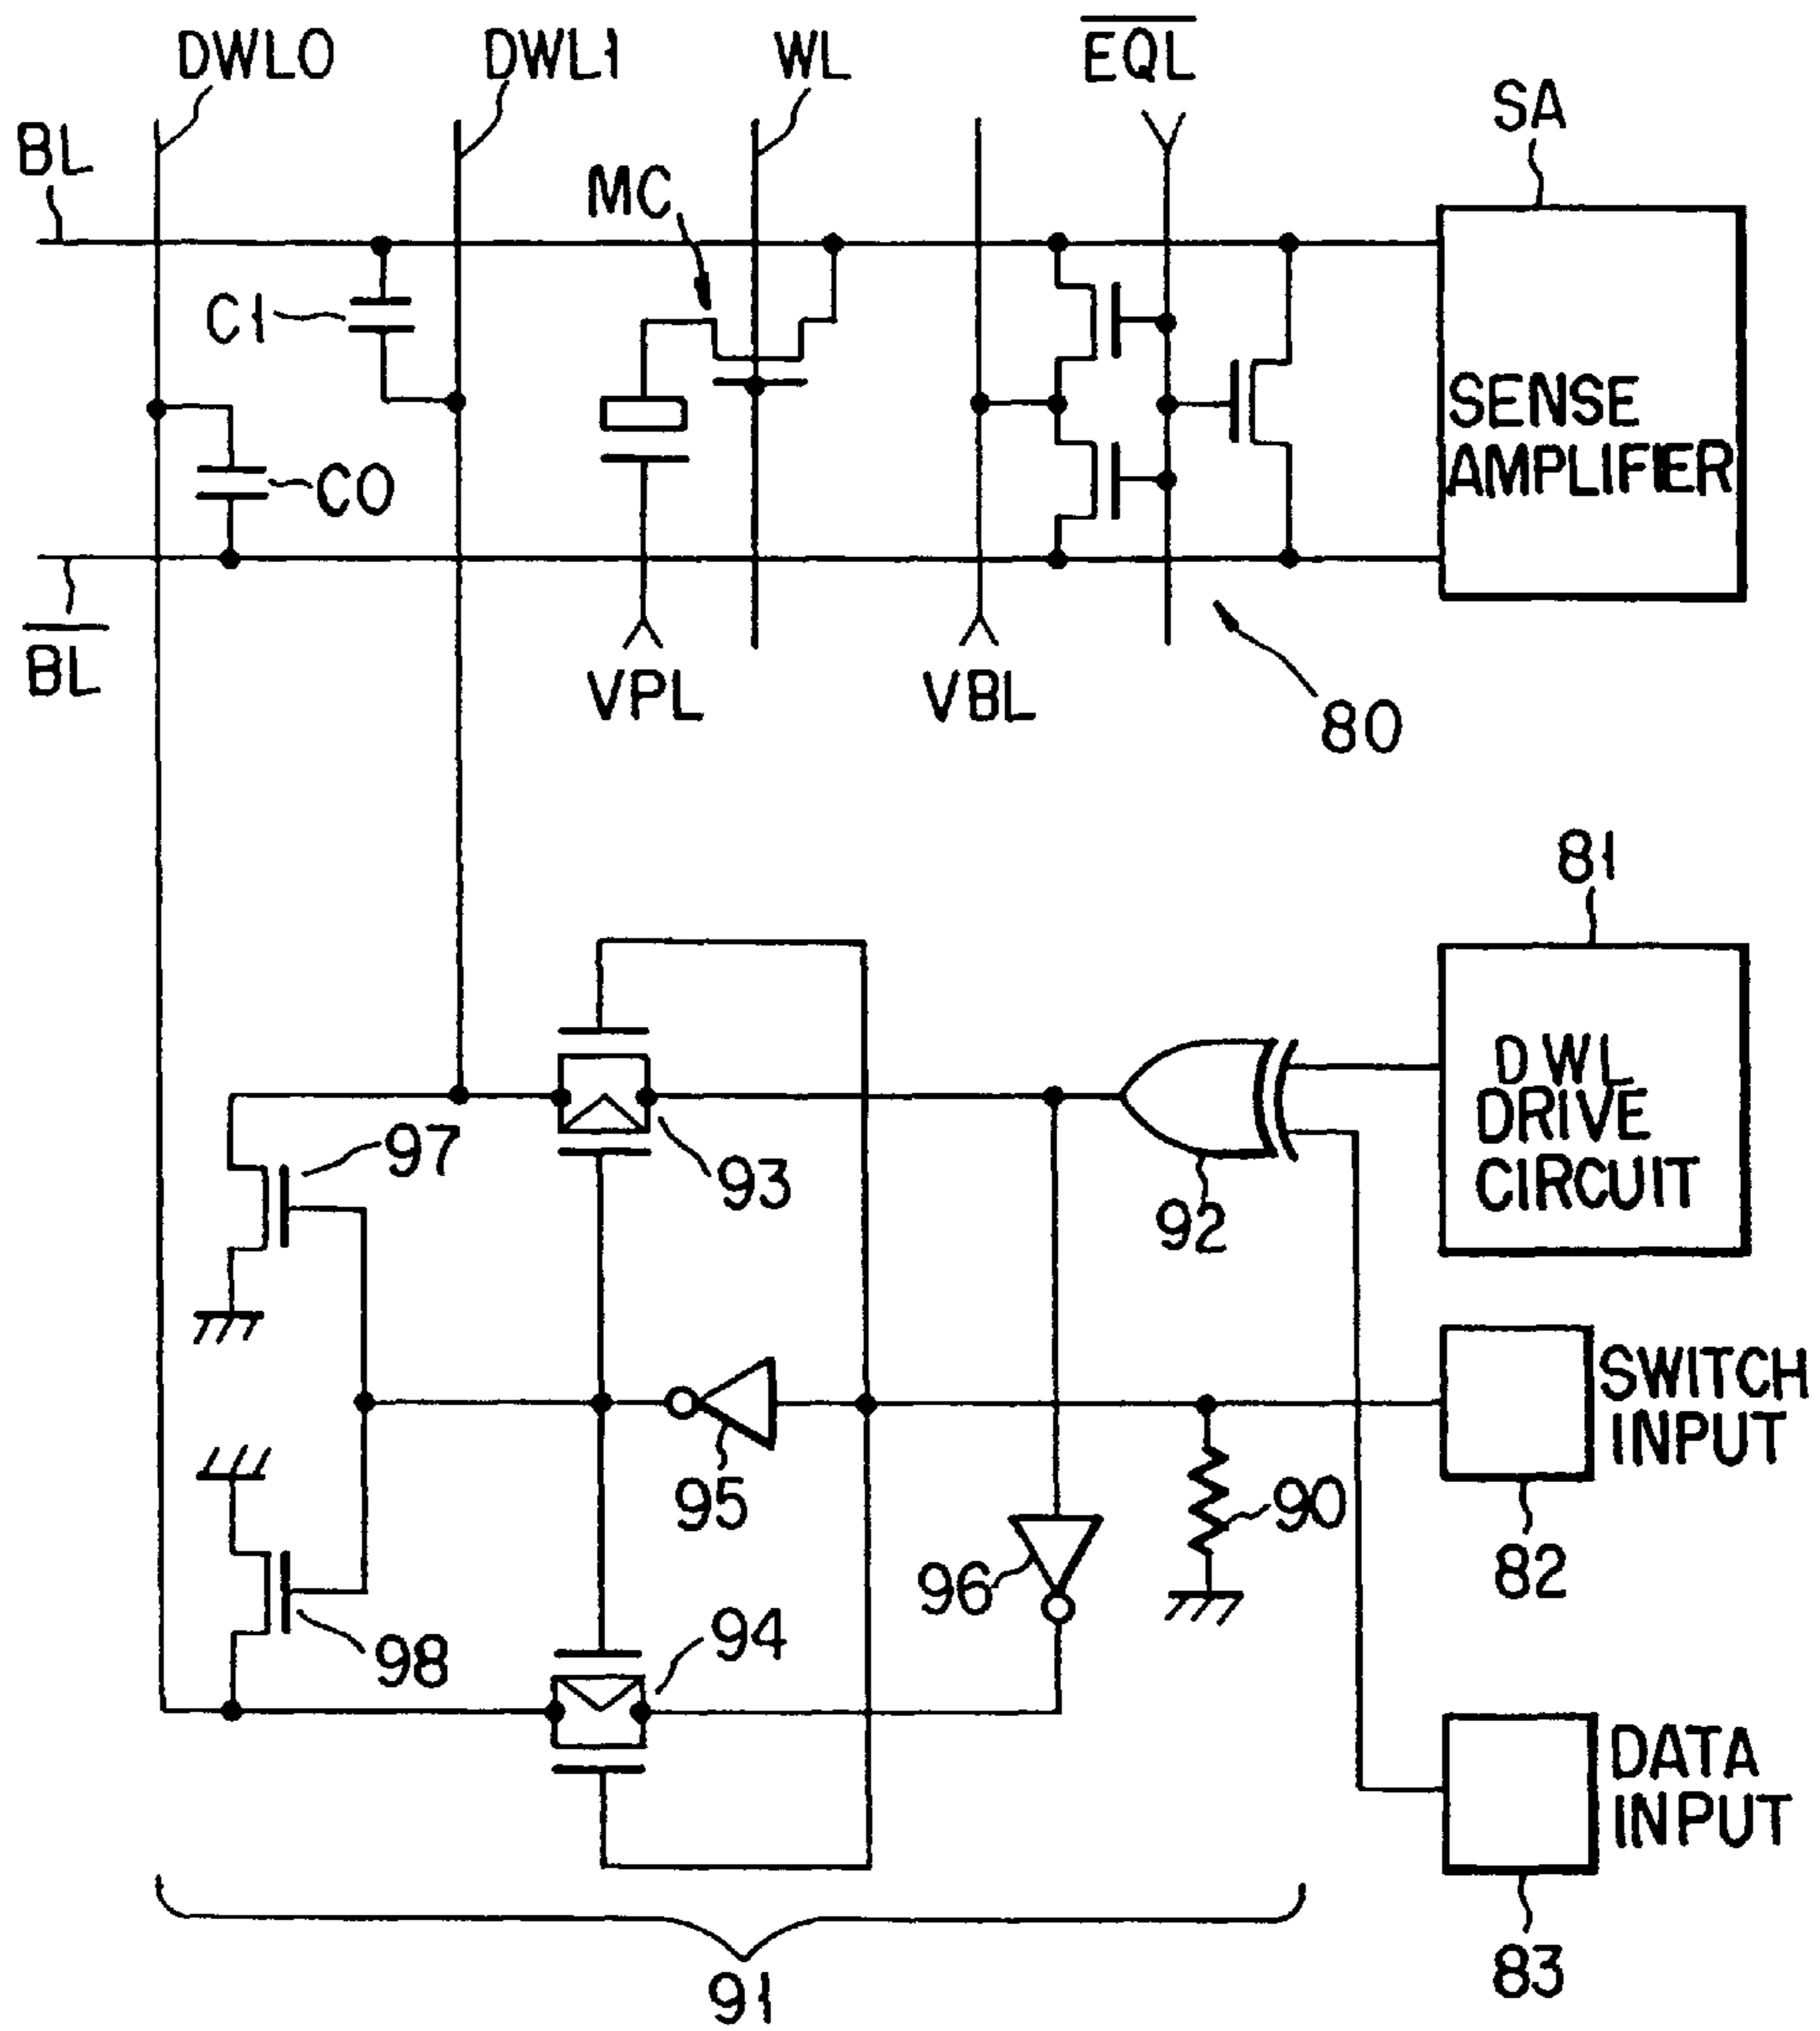 DWL0
DWL1
WL
EQL
SA
BL
MC
C1
SENSE
AMPLIFIER
C0
BL
VPL
VBL
80
81
DWL
DRIVE
CIRCUIT
97
93
92
SWITCH
INPUT
95
90
96
82
94
98
DATA
INPUT
83
91